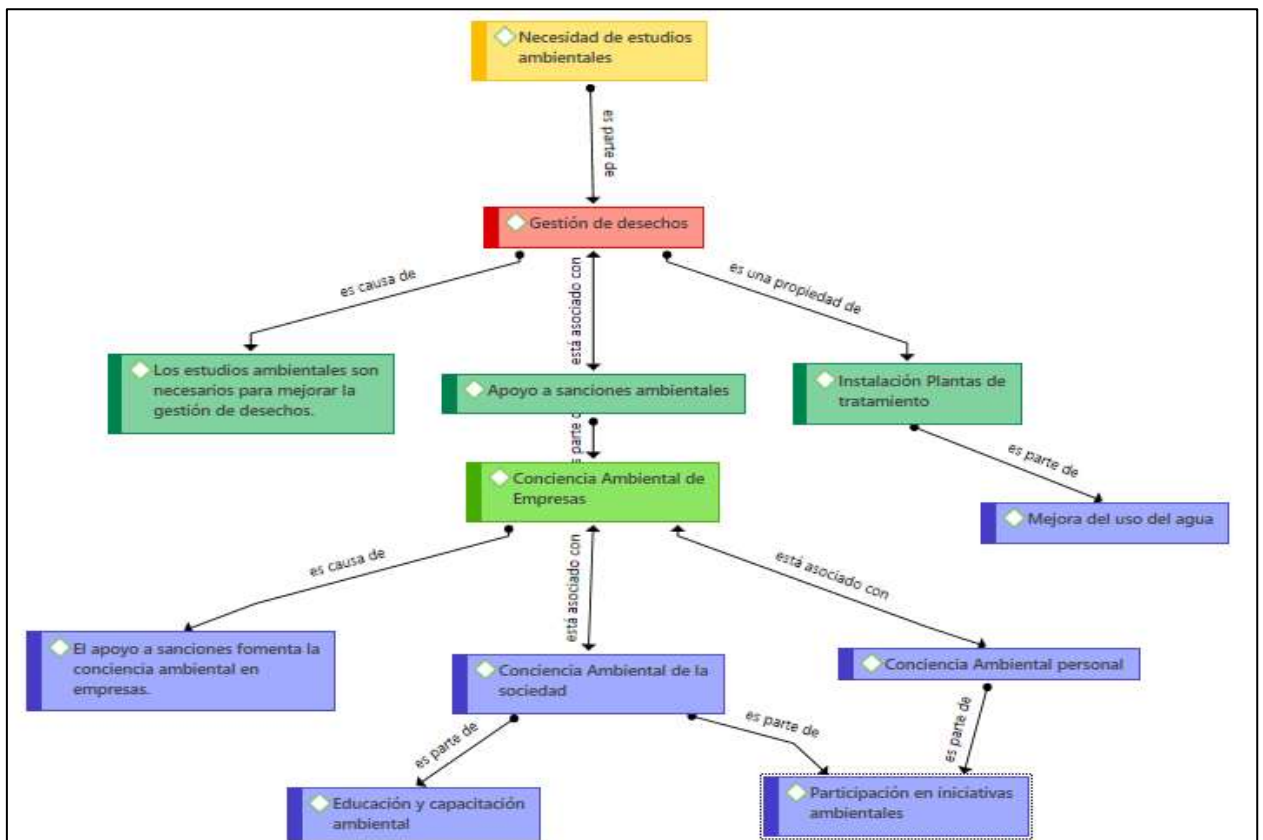 Necesidad de estudios
ambientales
es parte de
Gestión de desechos
es causa de
está asociado con
es una propiedad de
Los estudios ambientales son
necesarios para mejorar la
gestión de desechos.
Apoyo a sanciones ambientales
Instalación Plantas de
tratamiento
parte
es parte de
Conciencia Ambiental de
Empresas
Mejora del uso del agua
es causa de
está asociado con
está asociado con
El apoyo a sanciones fomenta la
conciencia ambiental en
empresas.
Conciencia Ambiental de la
sociedad
Conciencia Ambiental personal
es parte de
es parte de
es parte de
Educación y capacitación
ambiental
Participación en iniciativas
ambientales